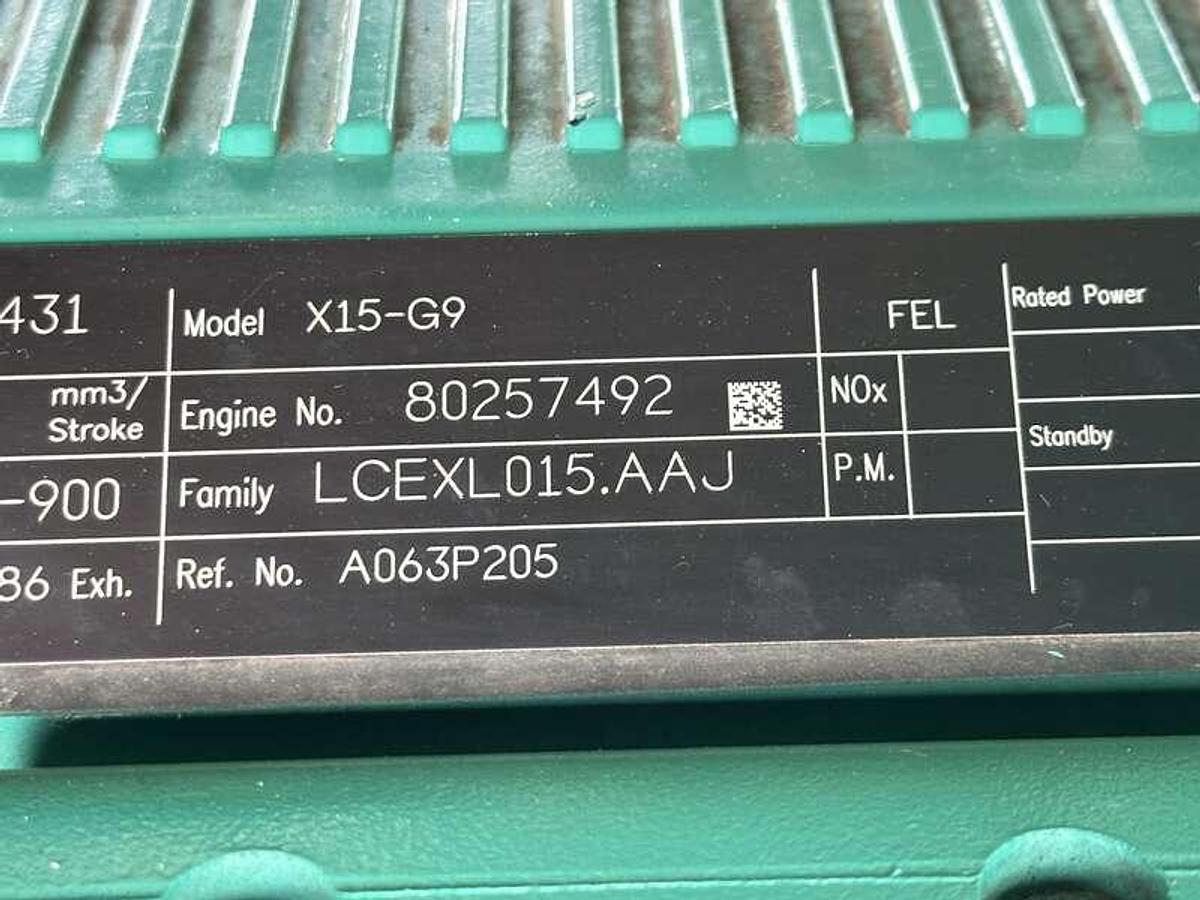 431
Model X15-G9
FEL
Rated Power
mm3/
Stroke
Engine No. 80257492
NOx
Standby
-900
Family LCEXL015.AAJ
P.M.
86 Exh.
Ref. No. A063P205